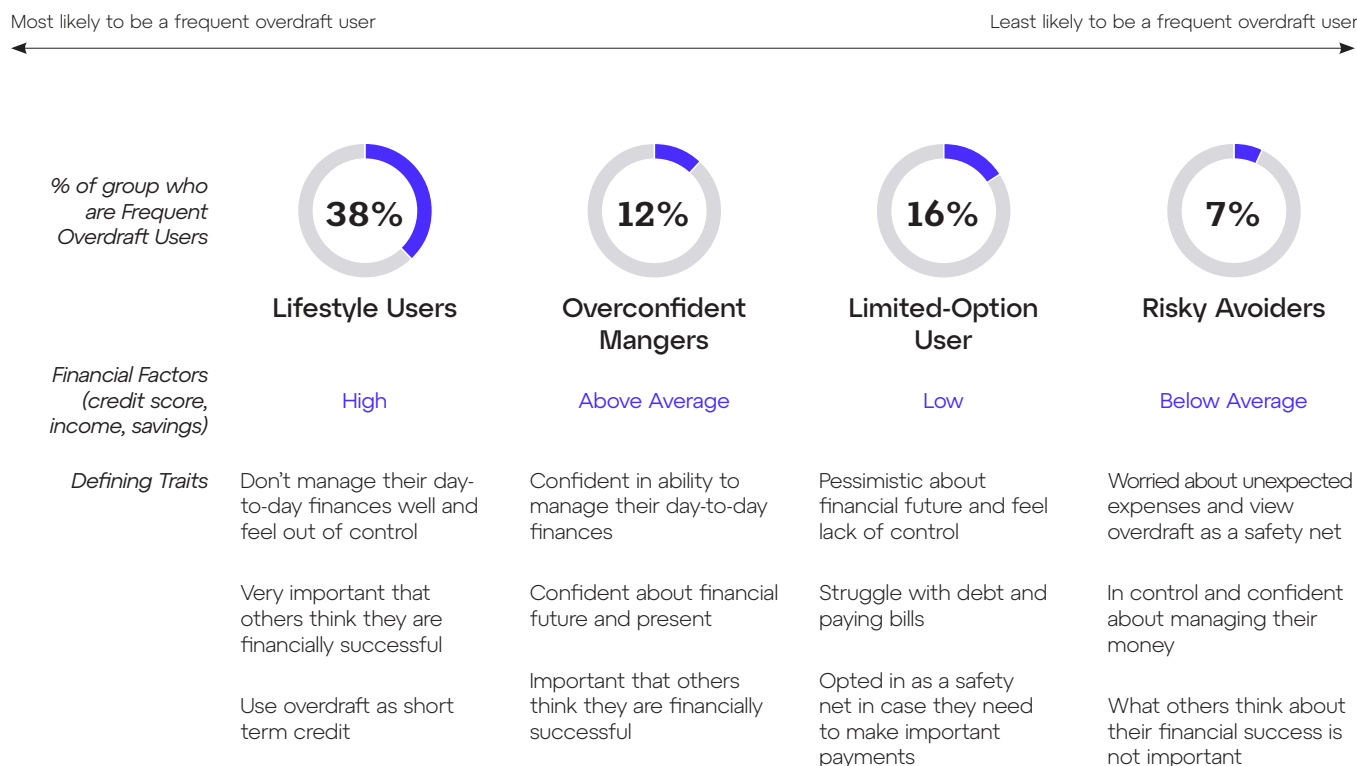 Most likely to be a frequent overdraft user
Least likely to be a frequent overdraft user
% of group who
are Frequent
Overdraft Users
38%
12%
16%
7%
Lifestyle Users
Overconfident
Mangers
Limited-Option
User
Risky Avoiders
Financial Factors
(credit score,
income, savings)
High
Above Average
Low
Below Average
Defining Traits
Don't manage their day-
to-day finances well and
feel out of control
Very important that
others think they are
financially successful
Use overdraft as short
term credit
Confident in ability to
manage their day-to-day
finances
Confident about financial
future and present
Important that others
think they are financially
successful
Pessimistic about
financial future and feel
lack of control
Struggle with debt and
paying bills
Opted in as a safety
net in case they need
to make important
payments
Worried about unexpected
expenses and view
overdraft as a safety net
In control and confident
about managing their
money
What others think about
their financial success is
not important